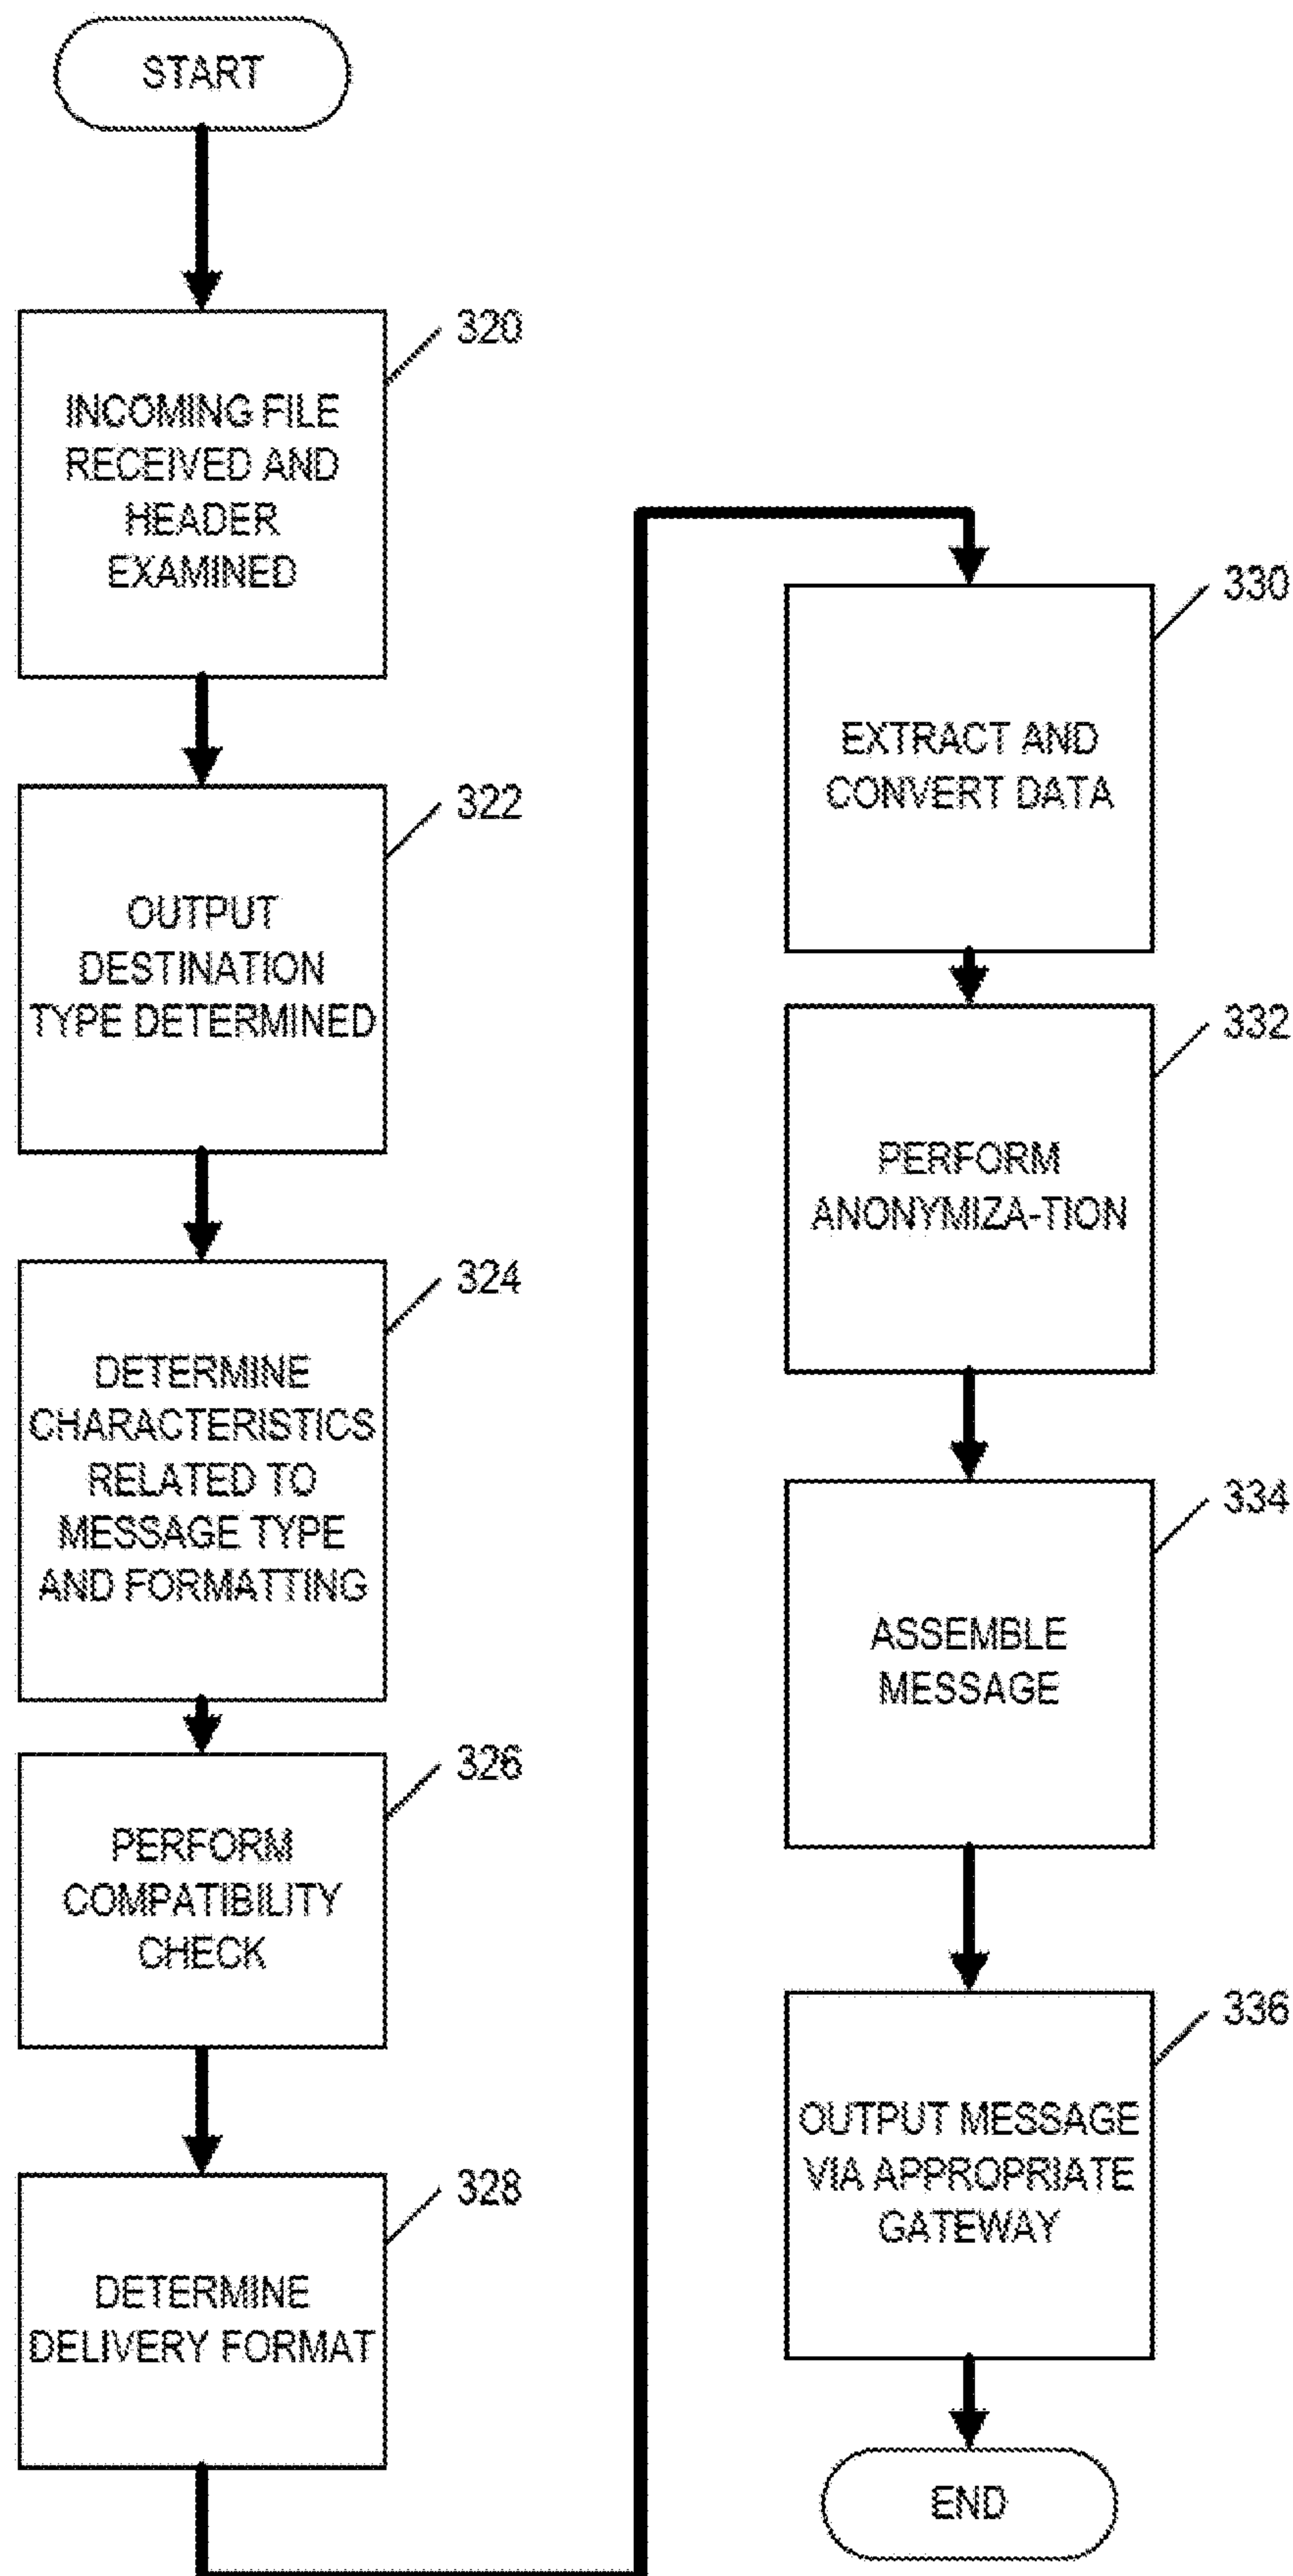 START
320
INCOMING FILE
RECEIVED AND
HEADER
EXAMINED
322
OUTPUT
DESTINATION
TYPE DETERMINED
324
DETERMINE
CHARACTERISTICS
RELATED TO
MESSAGE TYPE
AND FORMATTING
326
PERFORM
COMPATIBILITY
CHECK
328
DETERMINE
DELIVERY FORMAT
330
EXTRACT AND
CONVERT DATA
332
PERFORM
ANONYMIZA-TION
334
ASSEMBLE
MESSAGE
336
OUTPUT MESSAGE
VIA APPROPRIATE
GATEWAY
END